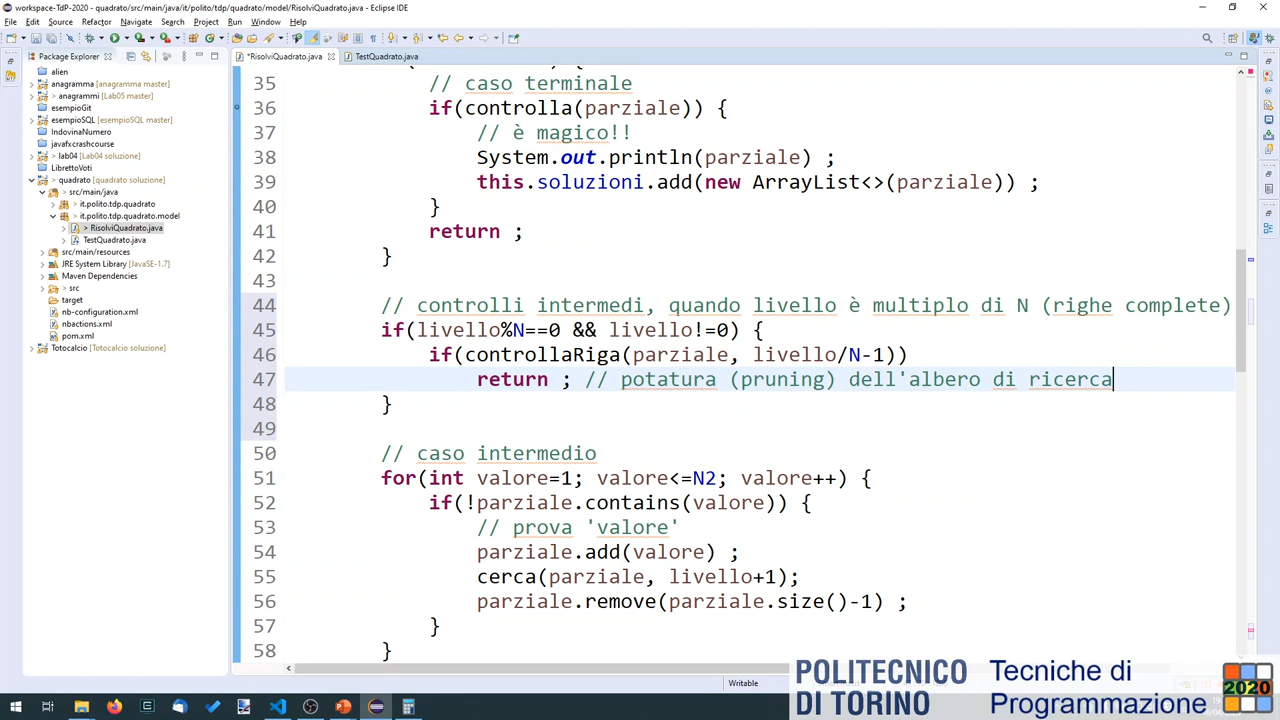 workspace-TdP-2020 - quadrato/src/main/java/it/polito/tdp/quadrato/model/RisolviQuadrato.java - Eclipse IDE
File Edit Source Refactor Navigate Search Project Run Window Help
Package Explorer
*RisolviQuadrato.java
TestQuadrato.java
alien
anagramma [anagramma master]
anagrammi [Lab05 master]
esempioGit
esempioSQL [esempioSQL master]
IndovinaNumero
javafxcrashcourse
lab04 [Lab04 soluzione]
LibrettoVoti
quadrato [quadrato soluzione]
src/main/java
it.polito.tdp.quadrato
> it.polito.tdp.quadrato.model
> RisolviQuadrato.java
TestQuadrato.java
src/main/resources
JRE System Library [JavaSE-1.7]
Maven Dependencies
> src
target
nb-configuration.xml
nbactions.xml
pom.xml
Totocalcio [Totocalcio soluzione]
35 // caso terminale
36 if(controlla(parziale)) {
37 // è magico!!
38 System.out.println(parziale) ;
39 this.soluzioni.add(new ArrayList<>(parziale)) ;
40 }
41 return ;
42 }
43
44 // controlli intermedi, quando livello è multiplo di N (righe complete)
45 if(livello%N==0 && livello!=0) {
46 if(controllaRiga(parziale, livello/N-1))
47 return ; // potatura (pruning) dell'albero di ricerca
48 }
49
50 // caso intermedio
51 for(int valore=1; valore<=N2; valore++) {
52 if(!parziale.contains(valore)) {
53 // prova 'valore'
54 parziale.add(valore) ;
55 cerca(parziale, livello+1);
56 parziale.remove(parziale.size()-1) ;
57 }
58 }
Writable
POLITECNICO
DI TORINO
Tecniche di
Programmazione
2020